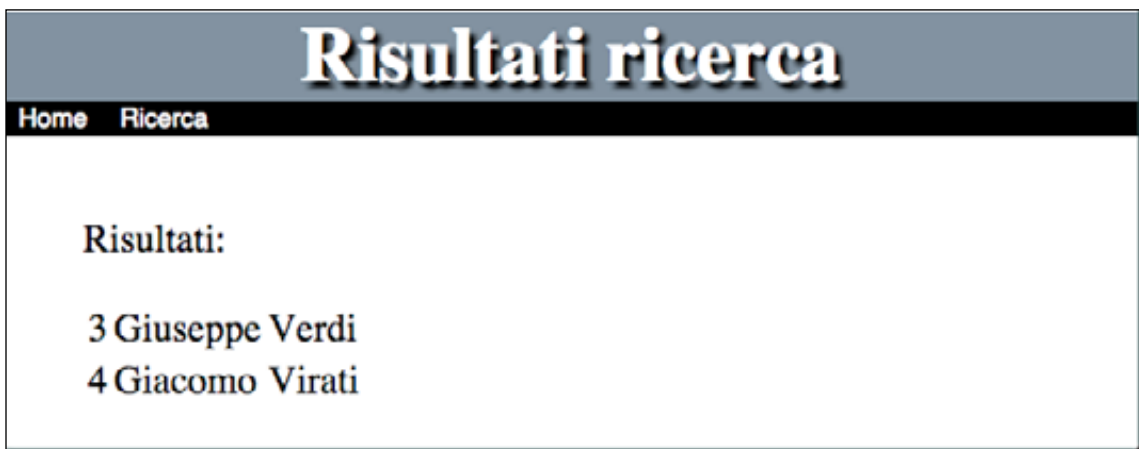 Risultati ricerca
Home Ricerca
Risultati:
3 Giuseppe Verdi
4 Giacomo Virati